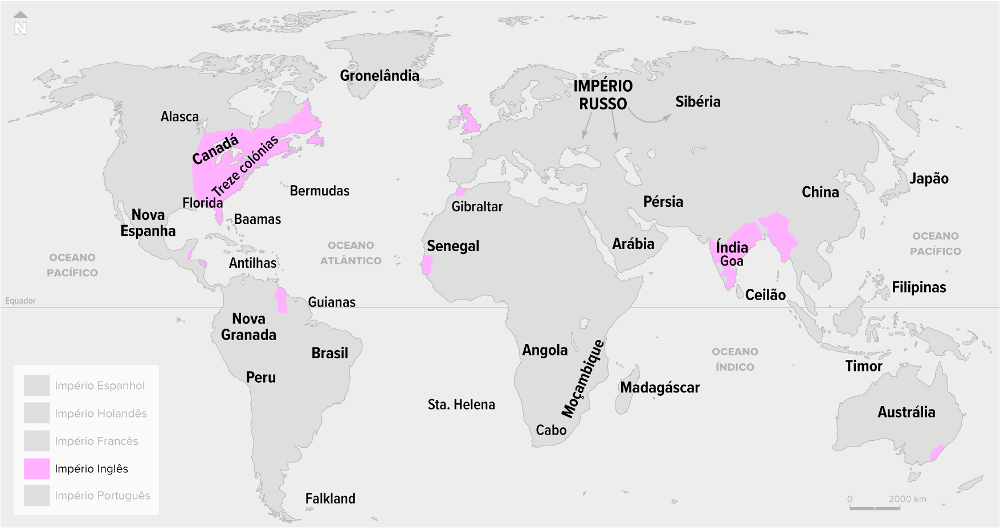 N
Gronelândia
IMPÉRIO
RUSSO
Sibéria
Alasca
Canadá
Treze colónias
Bermudas
Florida
Nova
Espanha
Baamas
Gibraltar
Pérsia
China
Japão
OCEANO
PACÍFICO
Antilhas
OCEANO
ATLÂNTICO
Senegal
Arábia
Índia
Goa
Ceilão
OCEANO
PACÍFICO
Filipinas
Equador
Guianas
Nova
Granada
Brasil
Peru
Angola
Moçambique
OCEANO
ÍNDICO
Timor
Madagáscar
Sta. Helena
Cabo
Austrália
Falkland
Império Espanhol
Império Holandês
Império Francês
Império Inglês
Império Português
0 2000 km